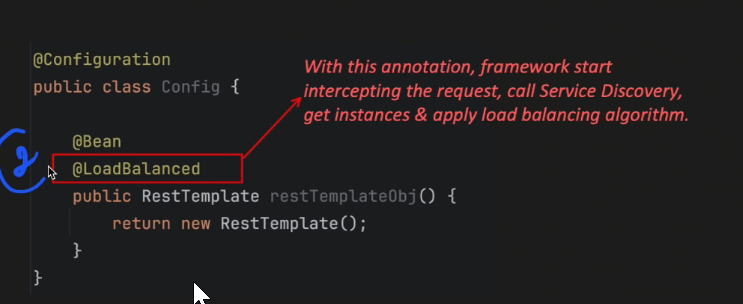 @Configuration
public class Config {
With this annotation, framework start
intercepting the request, call Service Discovery,
get instances & apply load balancing algorithm.
@Bean
2
@LoadBalanced
public RestTemplate restTemplateObj() {
return new RestTemplate();
}
}